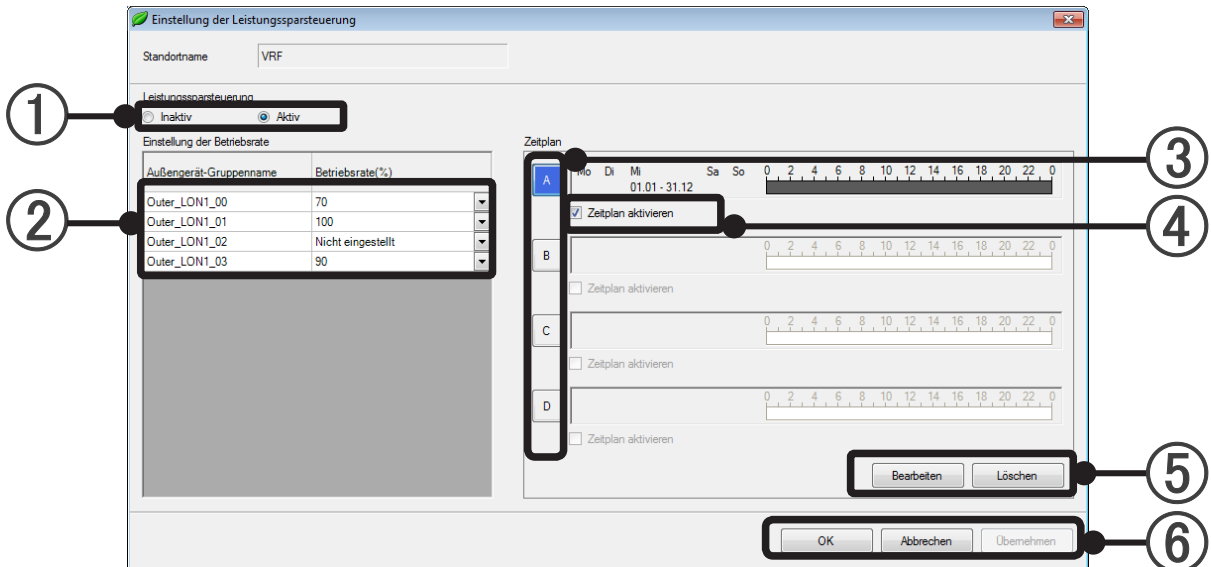 Einstellung der Leistungssparsteuerung
Standortname VRF
Leistungssparsteuerung
① Inaktiv Aktiv
Einstellung der Betriebsrate
Außengerät-Gruppenname Betriebsrate(%)
② Outer_LON1_00 70
Outer_LON1_01 100
Outer_LON1_02 Nicht eingestellt
Outer_LON1_03 90
Zeitplan
③
A Mo Di Mi Sa So 0 2 4 6 8 10 12 14 16 18 20 22 0
01.01 - 31.12
Zeitplan aktivieren ④
B 0 2 4 6 8 10 12 14 16 18 20 22 0
Zeitplan aktivieren
C 0 2 4 6 8 10 12 14 16 18 20 22 0
Zeitplan aktivieren
D 0 2 4 6 8 10 12 14 16 18 20 22 0
Zeitplan aktivieren
Bearbeiten Löschen ⑤
OK Abbrechen Übernehmen ⑥